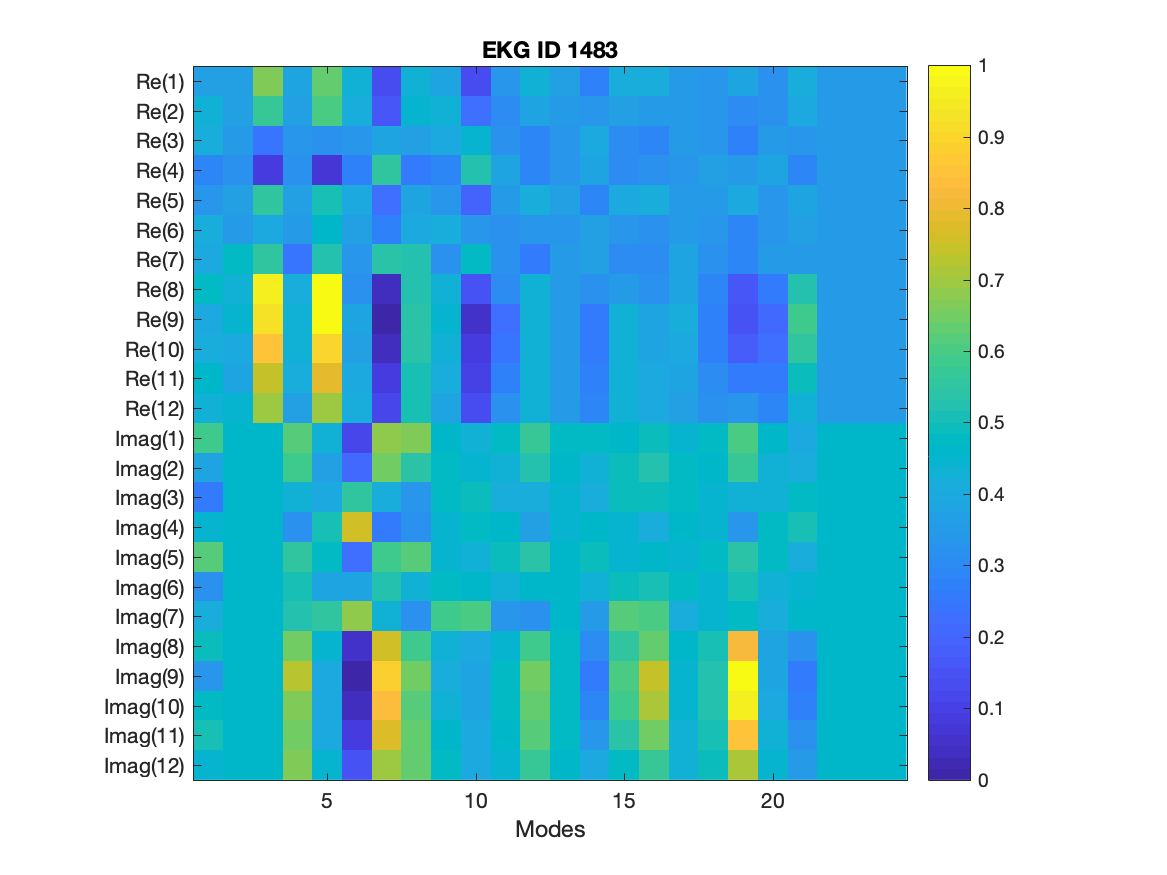 EKG ID 1483
Re(1)
Re(2)
Re(3)
Re(4)
Re(5)
Re(6)
Re(7)
Re(8)
Re(9)
Re(10)
Re(11)
Re(12)
Imag(1)
Imag(2)
Imag(3)
Imag(4)
Imag(5)
Imag(6)
Imag(7)
Imag(8)
Imag(9)
Imag(10)
Imag(11)
Imag(12)
5 10 15 20
Modes
1
0.9
0.8
0.7
0.6
0.5
0.4
0.3
0.2
0.1
0